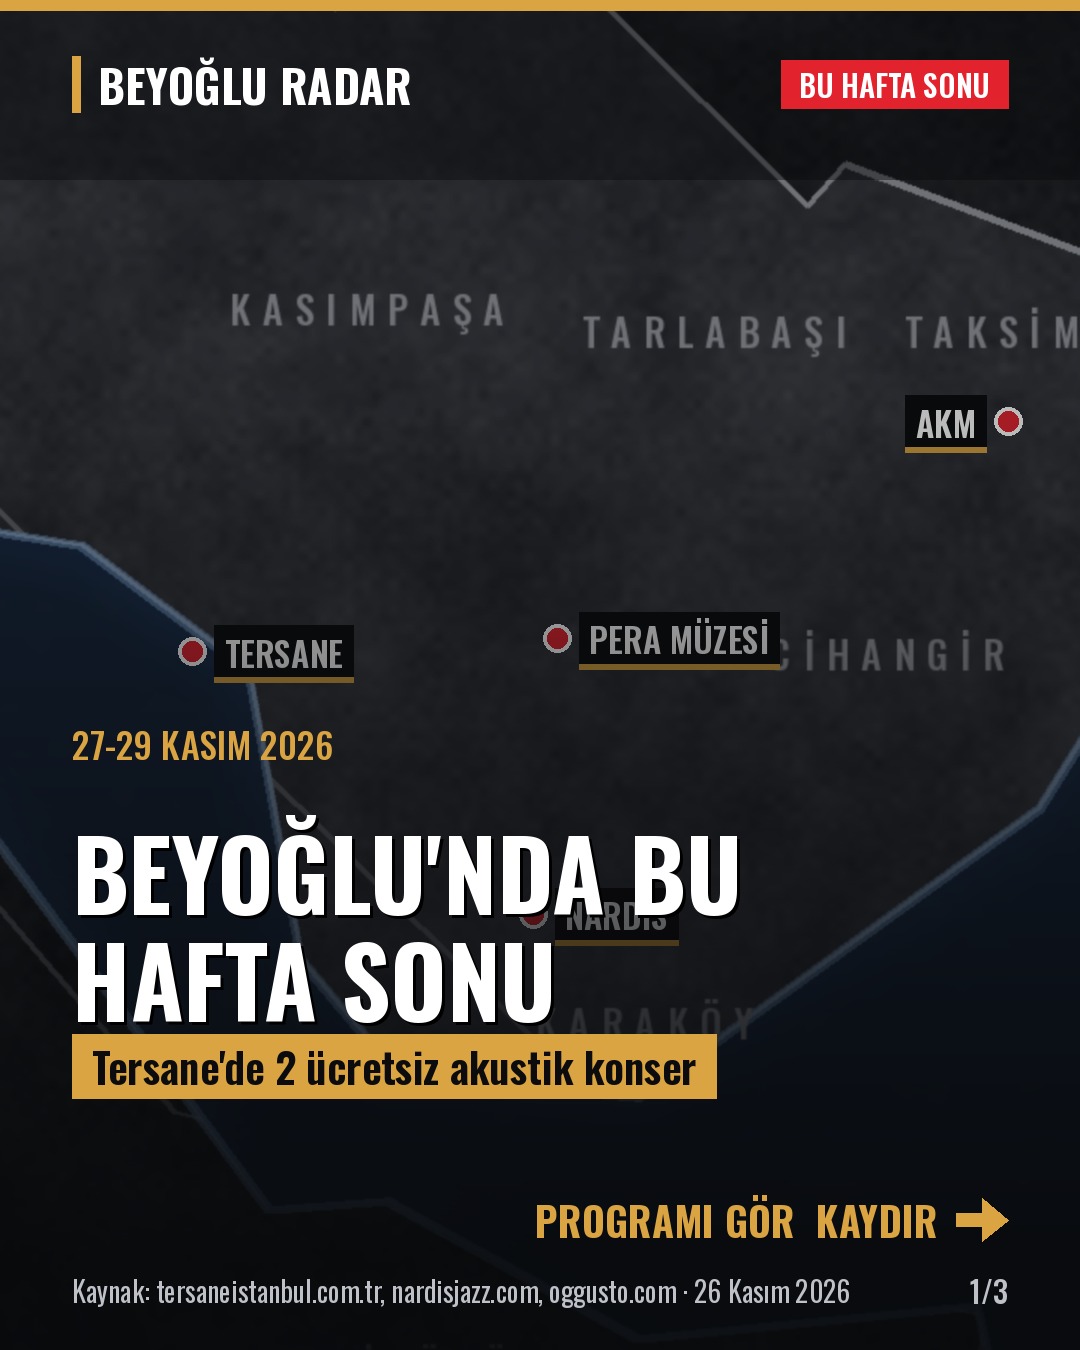 BEYOĞLU RADAR
BU HAFTA SONU
KASIMPAŞA
TARLABAŞI
TAKSİM
AKM
TERSANE
PERA MÜZESİ
CİHANGİR
27-29 KASIM 2026
BEYOĞLU'NDA BU
NARDIS
HAFTA SONU
KARAKÖY
Tersane'de 2 ücretsiz akustik konser
PROGRAMI GÖR KAYDIR
Kaynak: tersaneistanbul.com.tr, nardisjazz.com, oggusto.com · 26 Kasım 2026
1/3